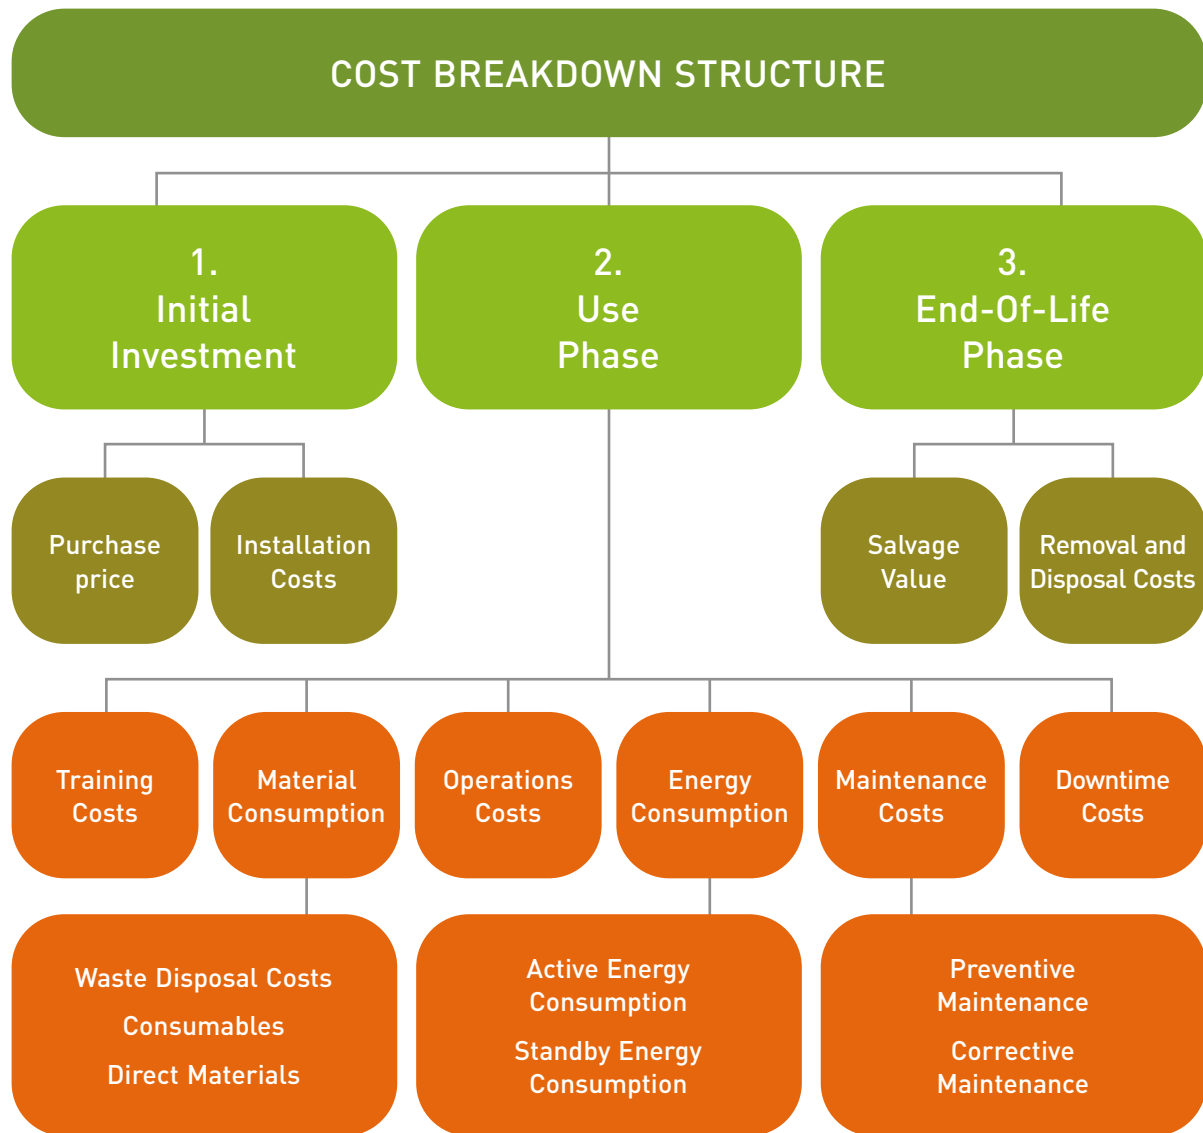 COST BREAKDOWN STRUCTURE
1.
Initial
Investment
2.
Use
Phase
3.
End-Of-Life
Phase
Purchase
price
Installation
Costs
Salvage
Value
Removal and
Disposal Costs
Training
Costs
Material
Consumption
Operations
Costs
Energy
Consumption
Maintenance
Costs
Downtime
Costs
Waste Disposal Costs
Consumables
Direct Materials
Active Energy
Consumption
Standby Energy
Consumption
Preventive
Maintenance
Corrective
Maintenance